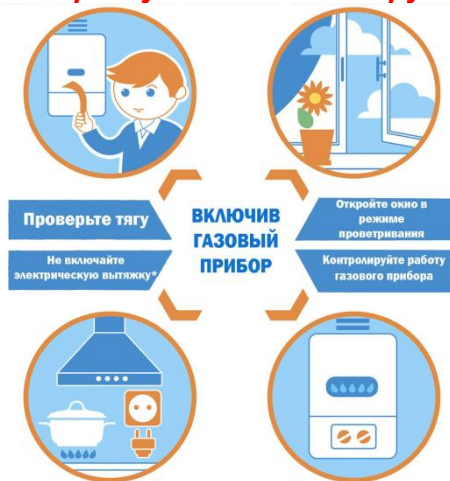 Проверьте тягу
Не включайте
электрическую вытяжку*
ВКЛЮЧИВ
ГАЗОВЫЙ
ПРИБОР
Откройте окно в
режиме
проветривания
Контролируйте работу
газового прибора